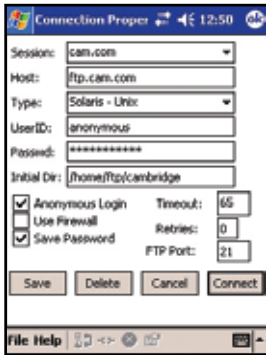 Connection Proper 12:50 ok
Session: cam.com
Host: ftp.cam.com
Type: Solaris - Unix
UserID: anonymous
Passwd: ***********
Initial Dir: /home/ftp/cambridge
Anonymous Login Timeout: 65
Use Firewall Retries: 0
Save Password
FTP Port: 21
Save Delete Cancel Connect
File Help